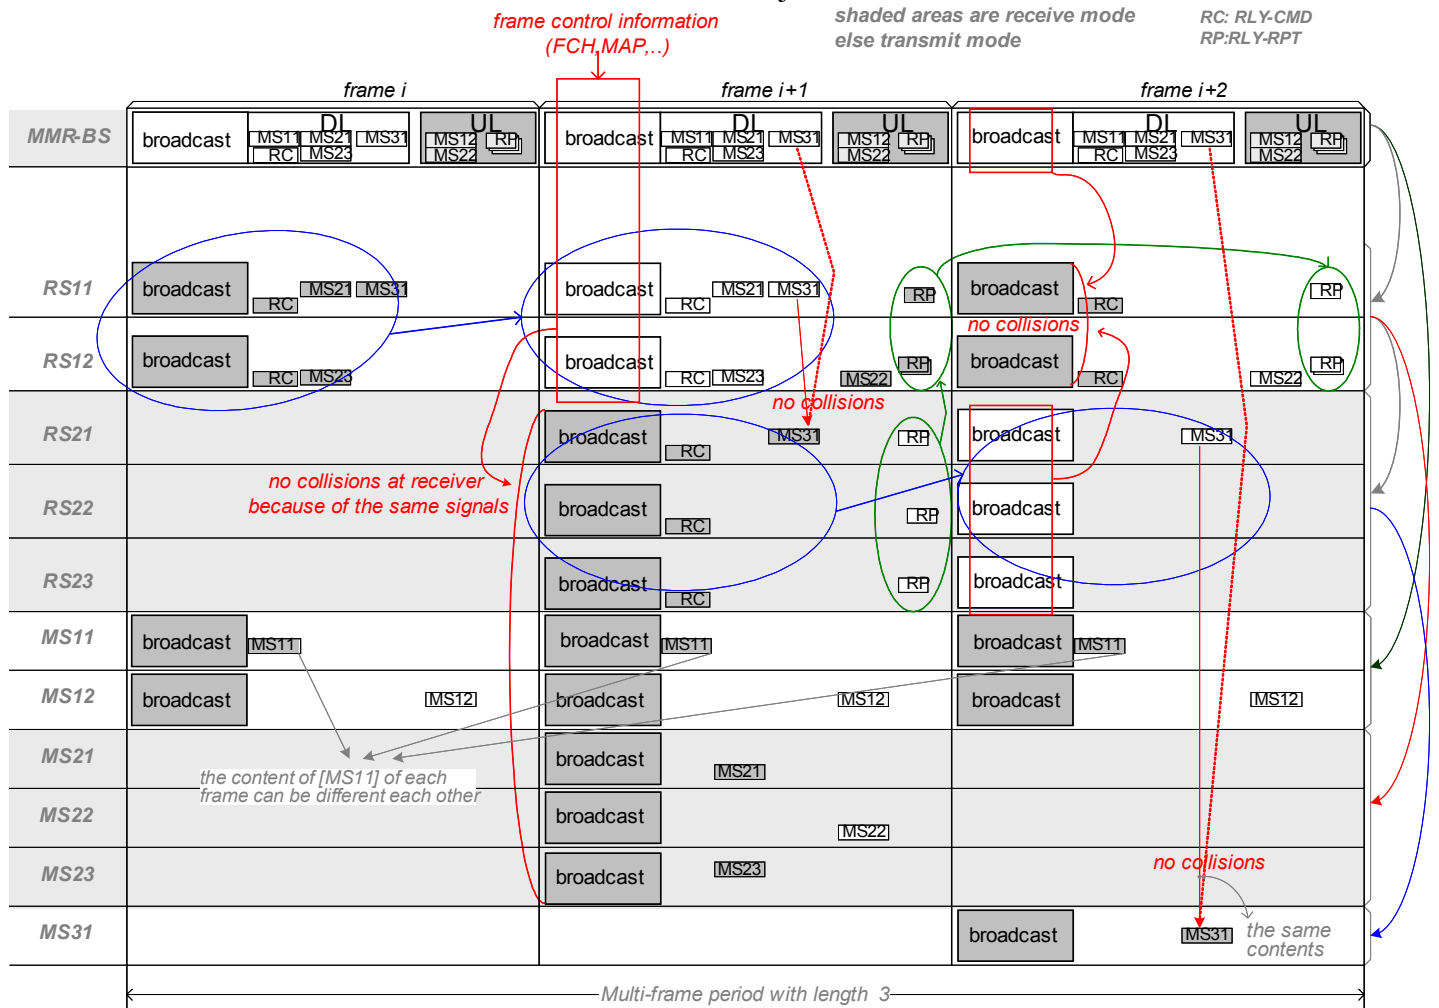 frame control information
(FCH,MAP,..)
shaded areas are receive mode
else transmit mode
RC: RLY-CMD
RP:RLY-RPT
frame i
frame i+1
frame i+2
MMR-BS
broadcast
DL
MS11
MS21
MS31
RC
MS23
UL
MS12
RP
MS22
broadcast
DL
MS11
MS21
MS31
RC
MS23
UL
MS12
RP
MS22
broadcast
DL
MS11
MS21
MS31
RC
MS23
UL
MS12
RP
MS22
RS11
broadcast
RC
MS21
MS31
broadcast
RC
MS21
MS31
RP
broadcast
RC
RP
no collisions
RS12
broadcast
RC
MS23
broadcast
RC
MS23
MS22
RP
broadcast
RC
MS22
RP
no collisions
RS21
broadcast
RC
MS31
RP
broadcast
MS31
no collisions at receiver
because of the same signals
RS22
broadcast
RC
RP
broadcast
RS23
broadcast
RC
RP
broadcast
MS11
broadcast
MS11
broadcast
MS11
broadcast
MS11
MS12
broadcast
MS12
broadcast
MS12
broadcast
MS12
MS21
the content of [MS11] of each
frame can be different each other
broadcast
MS21
MS22
broadcast
MS22
MS23
broadcast
MS23
no collisions
MS31
broadcast
MS31
the same
contents
Multi-frame period with length 3